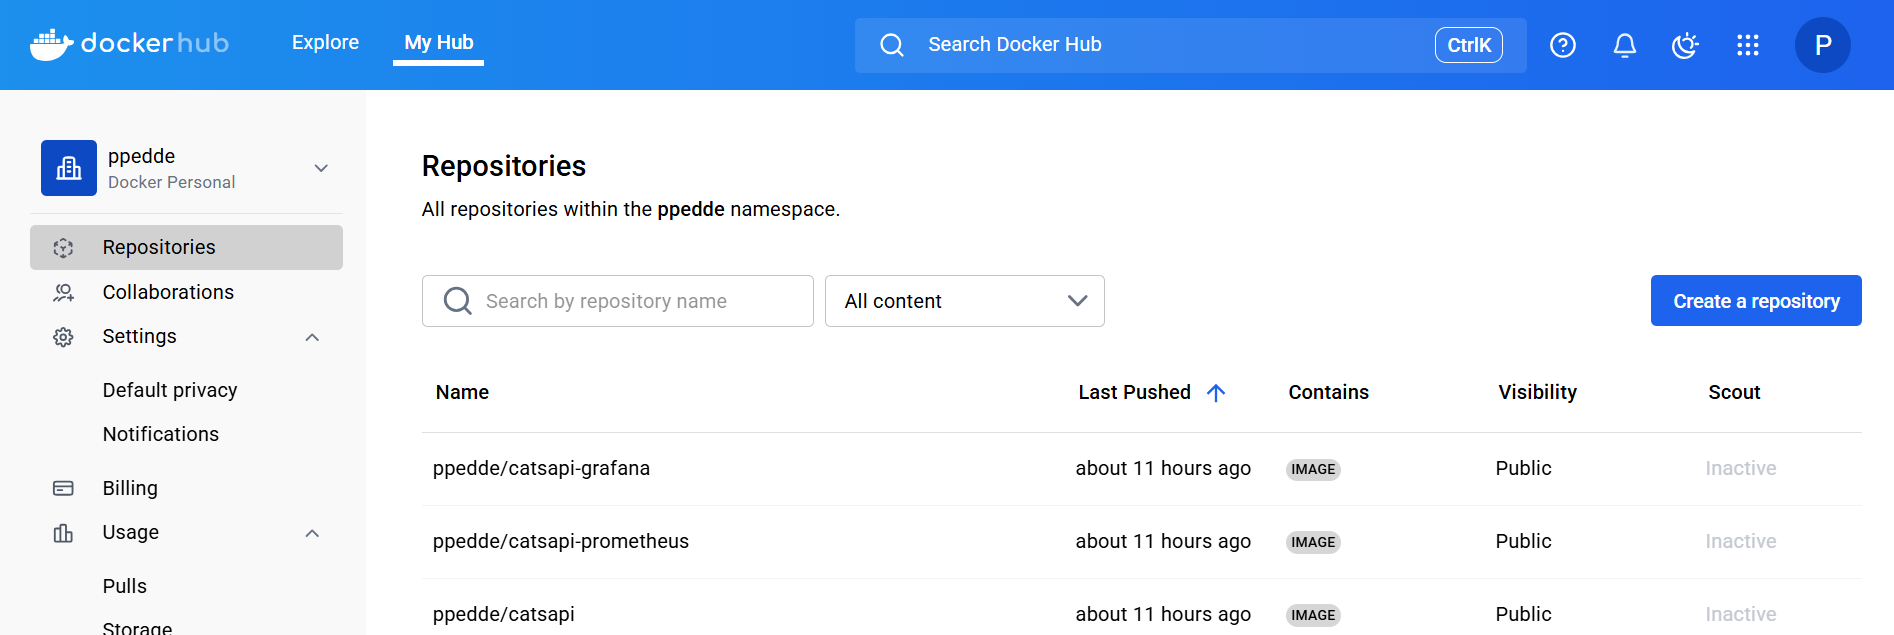 dockerhub
Explore
My Hub
Search Docker Hub
CtrlK
P
ppedde
Docker Personal
Repositories
Collaborations
Settings
Default privacy
Notifications
Billing
Usage
Pulls
Storage
Repositories
All repositories within the ppedde namespace.
Search by repository name
All content
Create a repository
Name Last Pushed Contains Visibility Scout
ppedde/catsapi-grafana about 11 hours ago IMAGE Public Inactive
ppedde/catsapi-prometheus about 11 hours ago IMAGE Public Inactive
ppedde/catsapi about 11 hours ago IMAGE Public Inactive